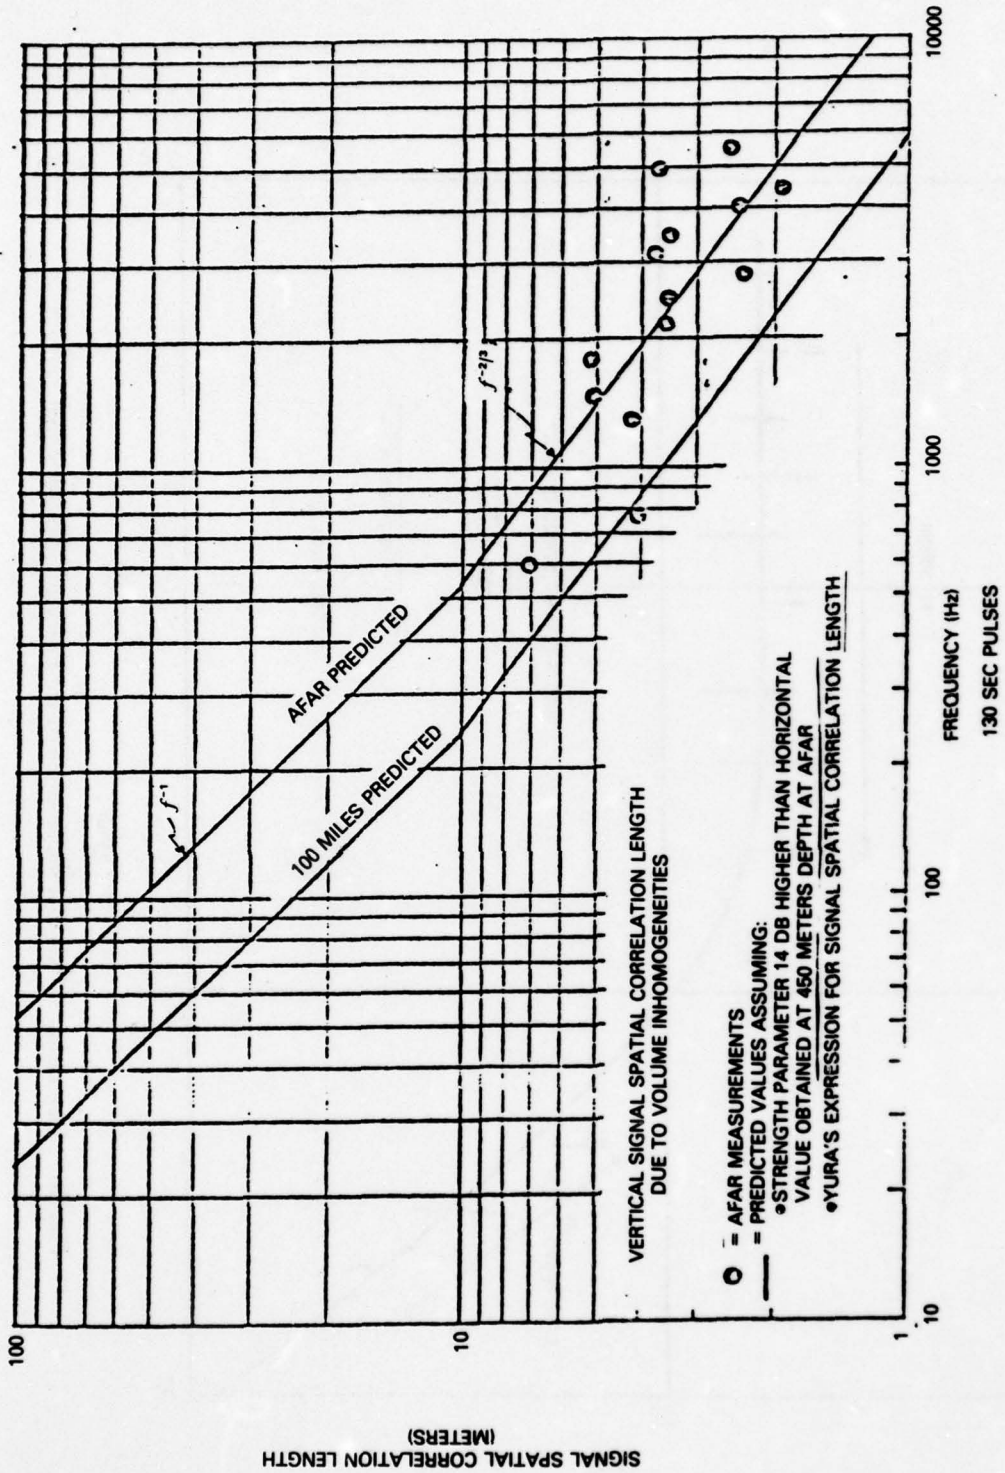 SIGNAL SPATIAL CORRELATION LENGTH
(METERS)
100
10
1
10
100
1000
10000
FREQUENCY (Hz)
130 SEC PULSES
f⁻¹
f⁻²/³
AFAR PREDICTED
100 MILES PREDICTED
VERTICAL SIGNAL SPATIAL CORRELATION LENGTH
DUE TO VOLUME INHOMOGENEITIES
= AFAR MEASUREMENTS
= PREDICTED VALUES ASSUMING:
•STRENGTH PARAMETER 14 DB HIGHER THAN HORIZONTAL
VALUE OBTAINED AT 450 METERS DEPTH AT AFAR
•YURA'S EXPRESSION FOR SIGNAL SPATIAL CORRELATION LENGTH